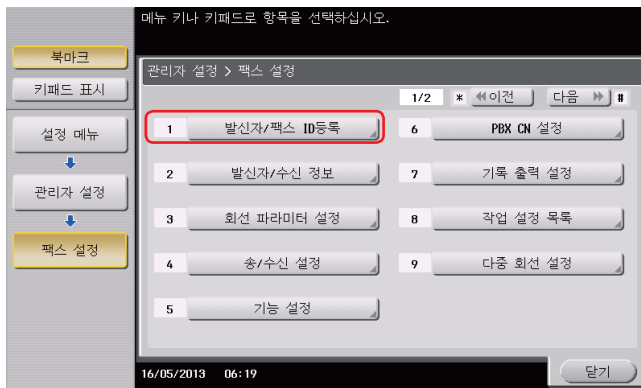 메뉴 키나 키패드로 항목을 선택하십시오.
북마크
키패드 표시
설정 메뉴
관리자 설정
팩스 설정
관리자 설정 > 팩스 설정
1/2 * 이전 다음 #
1 발신자/팩스 ID등록
2 발신자/수신 정보
3 회선 파라미터 설정
4 송/수신 설정
5 기능 설정
6 PBX CN 설정
7 기록 출력 설정
8 작업 설정 목록
9 다중 회선 설정
16/05/2013 06:19
닫기